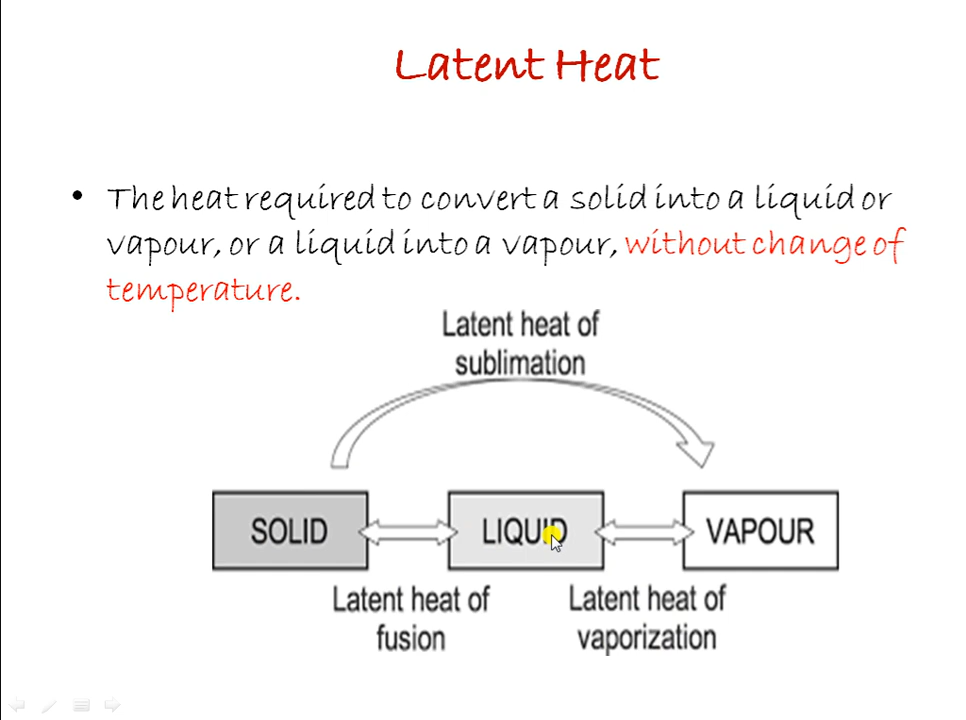 Latent Heat
• The heat required to convert a solid into a liquid or
vapour, or a liquid into a vapour, without change of
temperature.
Latent heat of
sublimation
SOLID LIQUID VAPOUR
Latent heat of
fusion
Latent heat of
vaporization